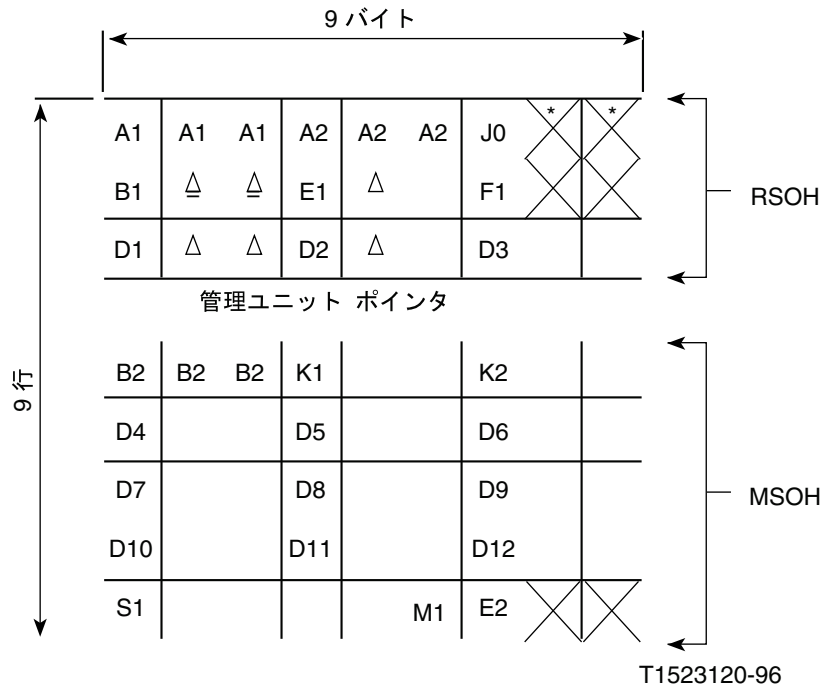 9 バイト
A1 A1 A1 A2 A2 A2 J0 * *
B1 Δ Δ E1 Δ F1
RSOH
D1 Δ Δ D2 Δ D3
管理ユニット ポインタ
9 行
B2 B2 B2 K1 K2
D4 D5 D6
D7 D8 D9
MSOH
D10 D11 D12
S1 M1 E2
T1523120-96